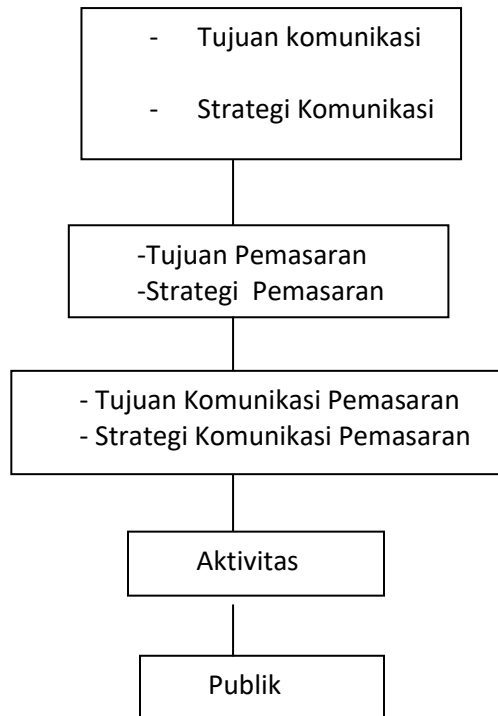 - Tujuan komunikasi
- Strategi Komunikasi
-Tujuan Pemasaran
-Strategi Pemasaran
- Tujuan Komunikasi Pemasaran
- Strategi Komunikasi Pemasaran
Aktivitas
Publik